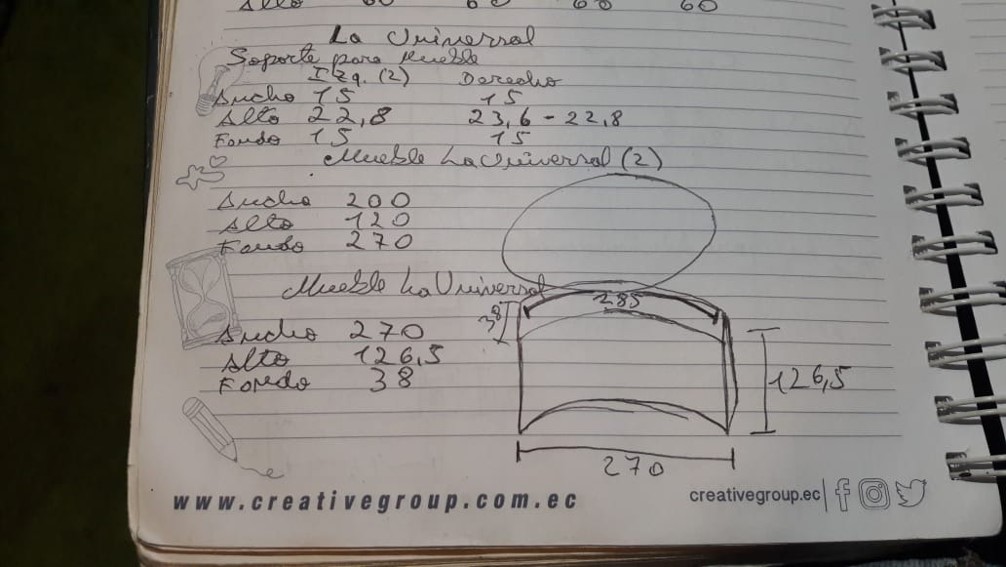 Alto 60 60 60 60
La Universal
Soporte para Mueble
Izq. (2) Derecho
Ancho 15 15
Alto 22,8 23,6 - 22,8
Fondo 15 15
Mueble La Universal (2)
Ancho 200
Alto 120
Fondo 270
Mueble La Universal
285
38
Ancho 270
Alto 126,5
Fondo 38
126,5
270
www.creativegroup.com.ec
creativegroup.ec